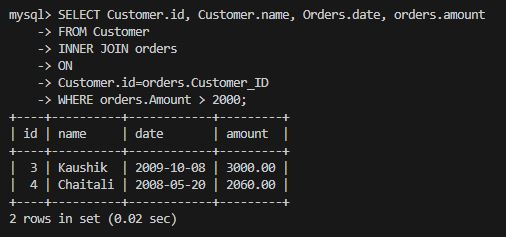 mysql> SELECT Customer.id, Customer.name, Orders.date, orders.amount
    -> FROM Customer
    -> INNER JOIN orders
    -> ON
    -> Customer.id=orders.Customer_ID
    -> WHERE orders.Amount > 2000;
+----+----------+------------+---------+
| id | name     | date       | amount  |
+----+----------+------------+---------+
|  3 | Kaushik  | 2009-10-08 | 3000.00 |
|  4 | Chaitali | 2008-05-20 | 2060.00 |
+----+----------+------------+---------+
2 rows in set (0.02 sec)